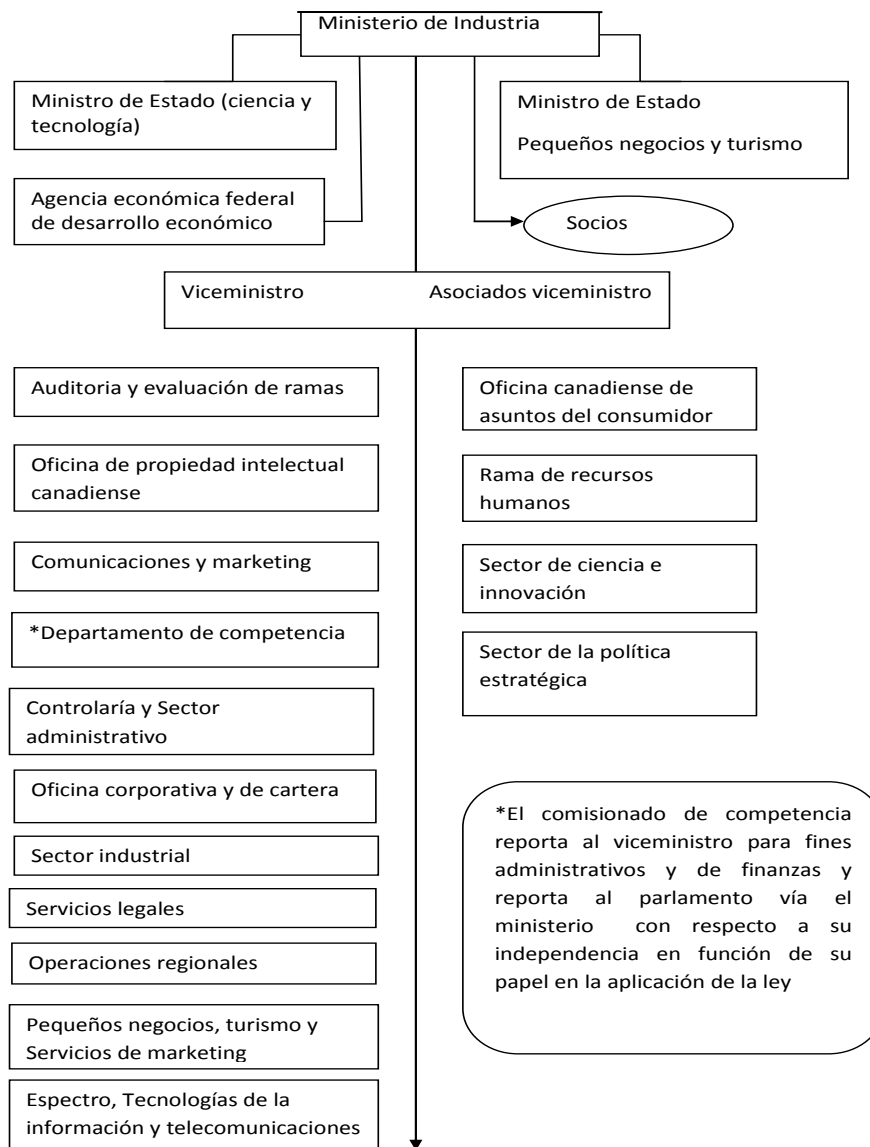 Ministerio de Industria
Ministro de Estado (ciencia y
tecnología)
Ministro de Estado
Pequeños negocios y turismo
Agencia económica federal
de desarrollo económico
Socios
Viceministro Asociados viceministro
Auditoria y evaluación de ramas
Oficina de propiedad intelectual
canadiense
Comunicaciones y marketing
*Departamento de competencia
Controlaría y Sector
administrativo
Oficina corporativa y de cartera
Sector industrial
Servicios legales
Operaciones regionales
Pequeños negocios, turismo y
Servicios de marketing
Espectro, Tecnologías de la
información y telecomunicaciones
Oficina canadiense de
asuntos del consumidor
Rama de recursos
humanos
Sector de ciencia e
innovación
Sector de la política
estratégica
*El comisionado de competencia
reporta al viceministro para fines
administrativos y de finanzas y
reporta al parlamento vía el
ministerio con respecto a su
independencia en función de su
papel en la aplicación de la ley